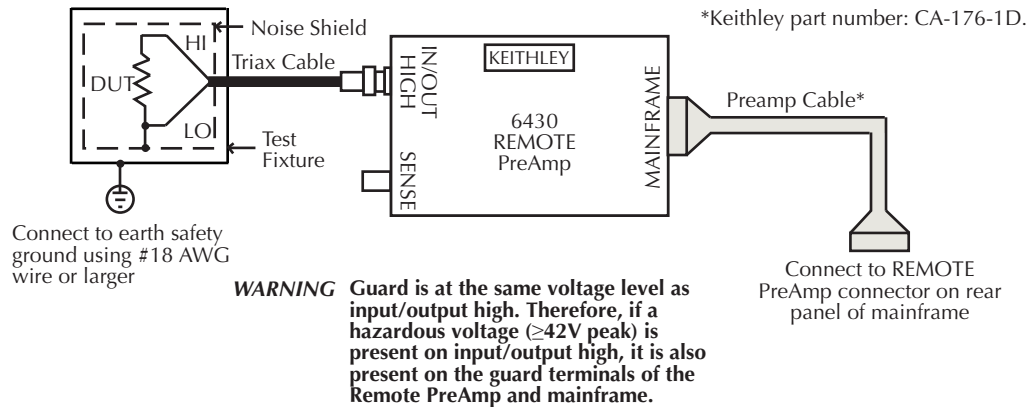 *Keithley part number: CA-176-1D.
Noise Shield
HI
Triax Cable
DUT
LO
Test
Fixture
IN/OUT
HIGH
SENSE
KEITHLEY
6430
REMOTE
PreAmp
MAINFRAME
Preamp Cable*
Connect to earth safety
ground using #18 AWG
wire or larger
Connect to REMOTE
PreAmp connector on rear
panel of mainframe
WARNING Guard is at the same voltage level as
input/output high. Therefore, if a
hazardous voltage (≥42V peak) is
present on input/output high, it is also
present on the guard terminals of the
Remote PreAmp and mainframe.